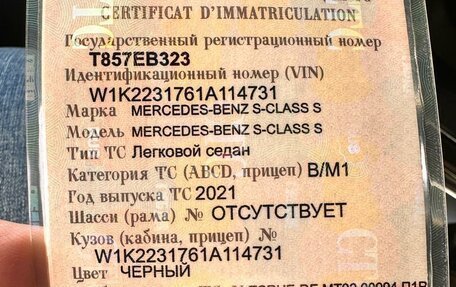 CERTIFICAT D'IMMATRICULATION
Государственный регистрационный номер
Т857ЕВ323
Идентификационный номер (VIN)
W1K2231761A114731
Марка MERCEDES-BENZ S-CLASS S
Модель MERCEDES-BENZ S-CLASS S
Тип ТС Легковой седан
Категория ТС (ABCD, прицеп) B/M1
Год выпуска ТС 2021
Шасси (рама) № ОТСУТСТВУЕТ
Кузов (кабина, прицеп) №
W1K2231761A114731
Цвет ЧЕРНЫЙ